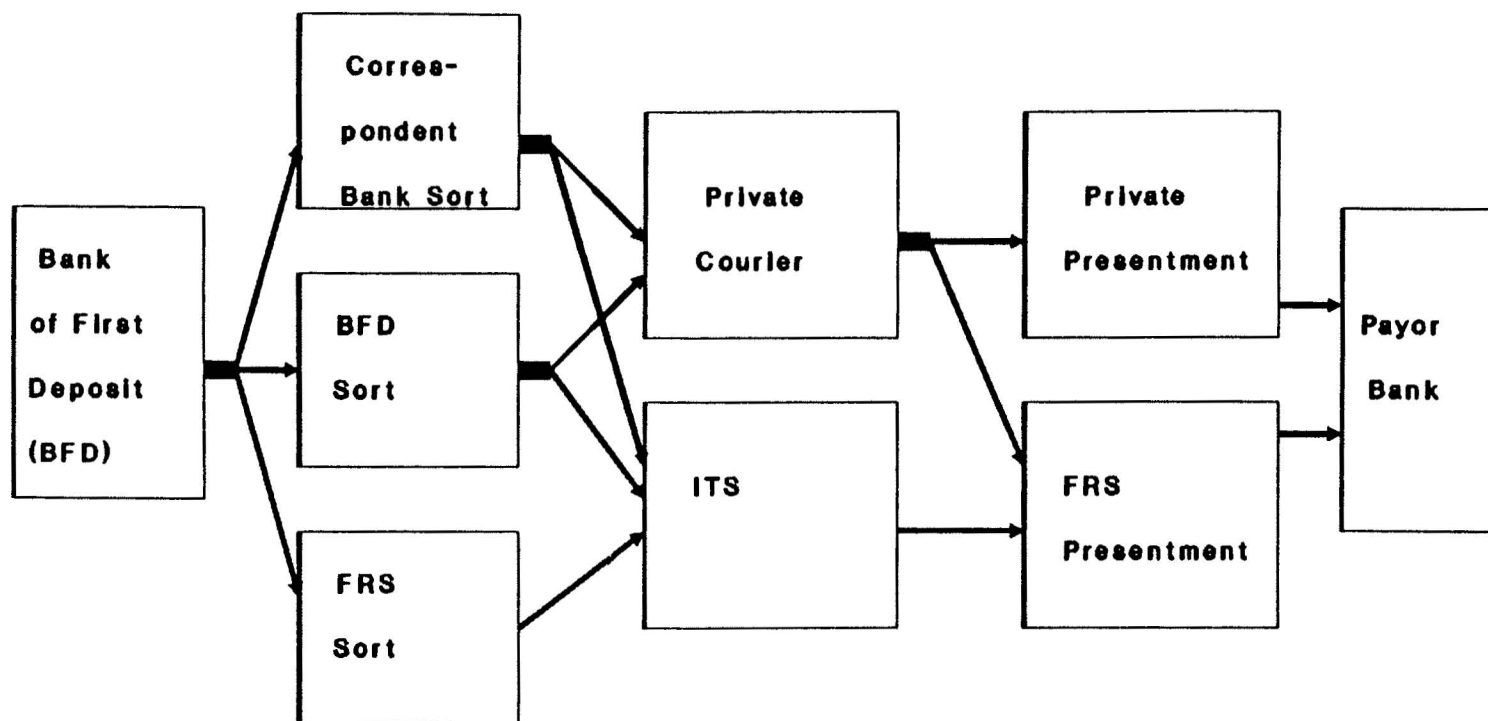 Bank
of First
Deposit
(BFD)
Corres-
pondent
Bank Sort
BFD
Sort
FRS
Sort
Private
Courier
ITS
Private
Presentment
FRS
Presentment
Payor
Bank